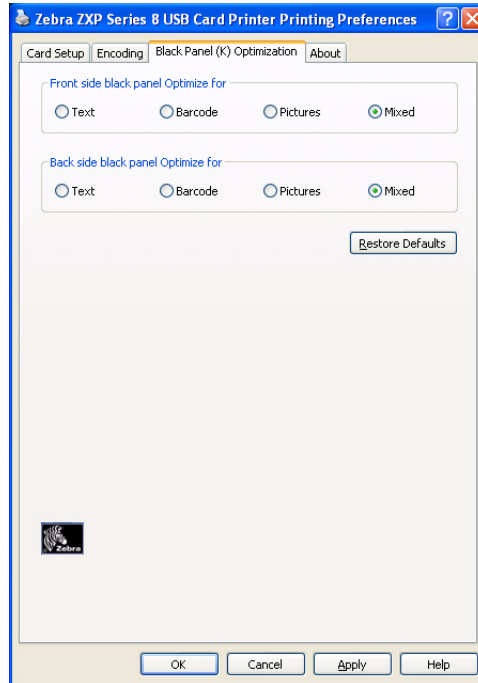 Zebra ZXP Series 8 USB Card Printer Printing Preferences
Card Setup Encoding Black Panel (K) Optimization About
Front side black panel Optimize for
Text Barcode Pictures Mixed
Back side black panel Optimize for
Text Barcode Pictures Mixed
Restore Defaults
Zebra
OK Cancel Apply Help